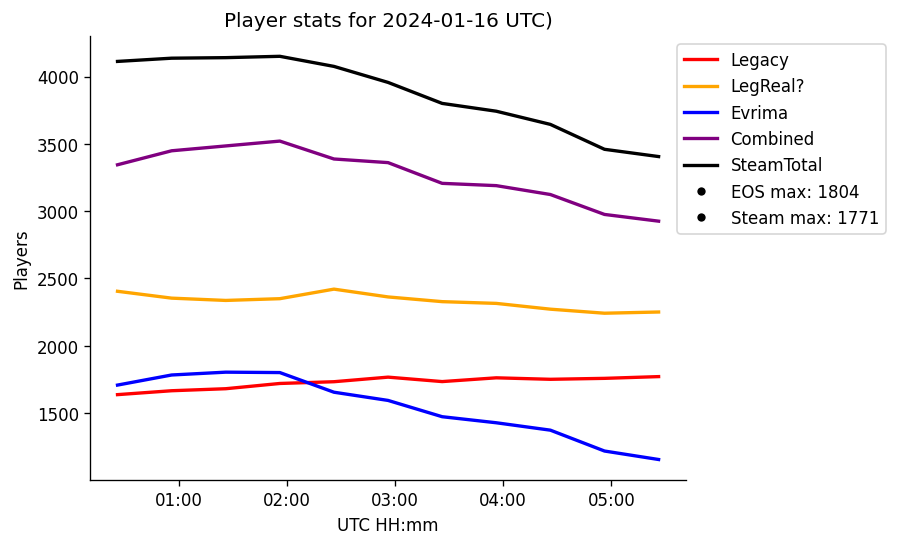 Player stats for 2024-01-16 UTC)
Legacy
LegReal?
Evrima
Combined
SteamTotal
EOS max: 1804
Steam max: 1771
4000
3500
3000
2500
2000
1500
Players
01:00 02:00 03:00 04:00 05:00
UTC HH:mm